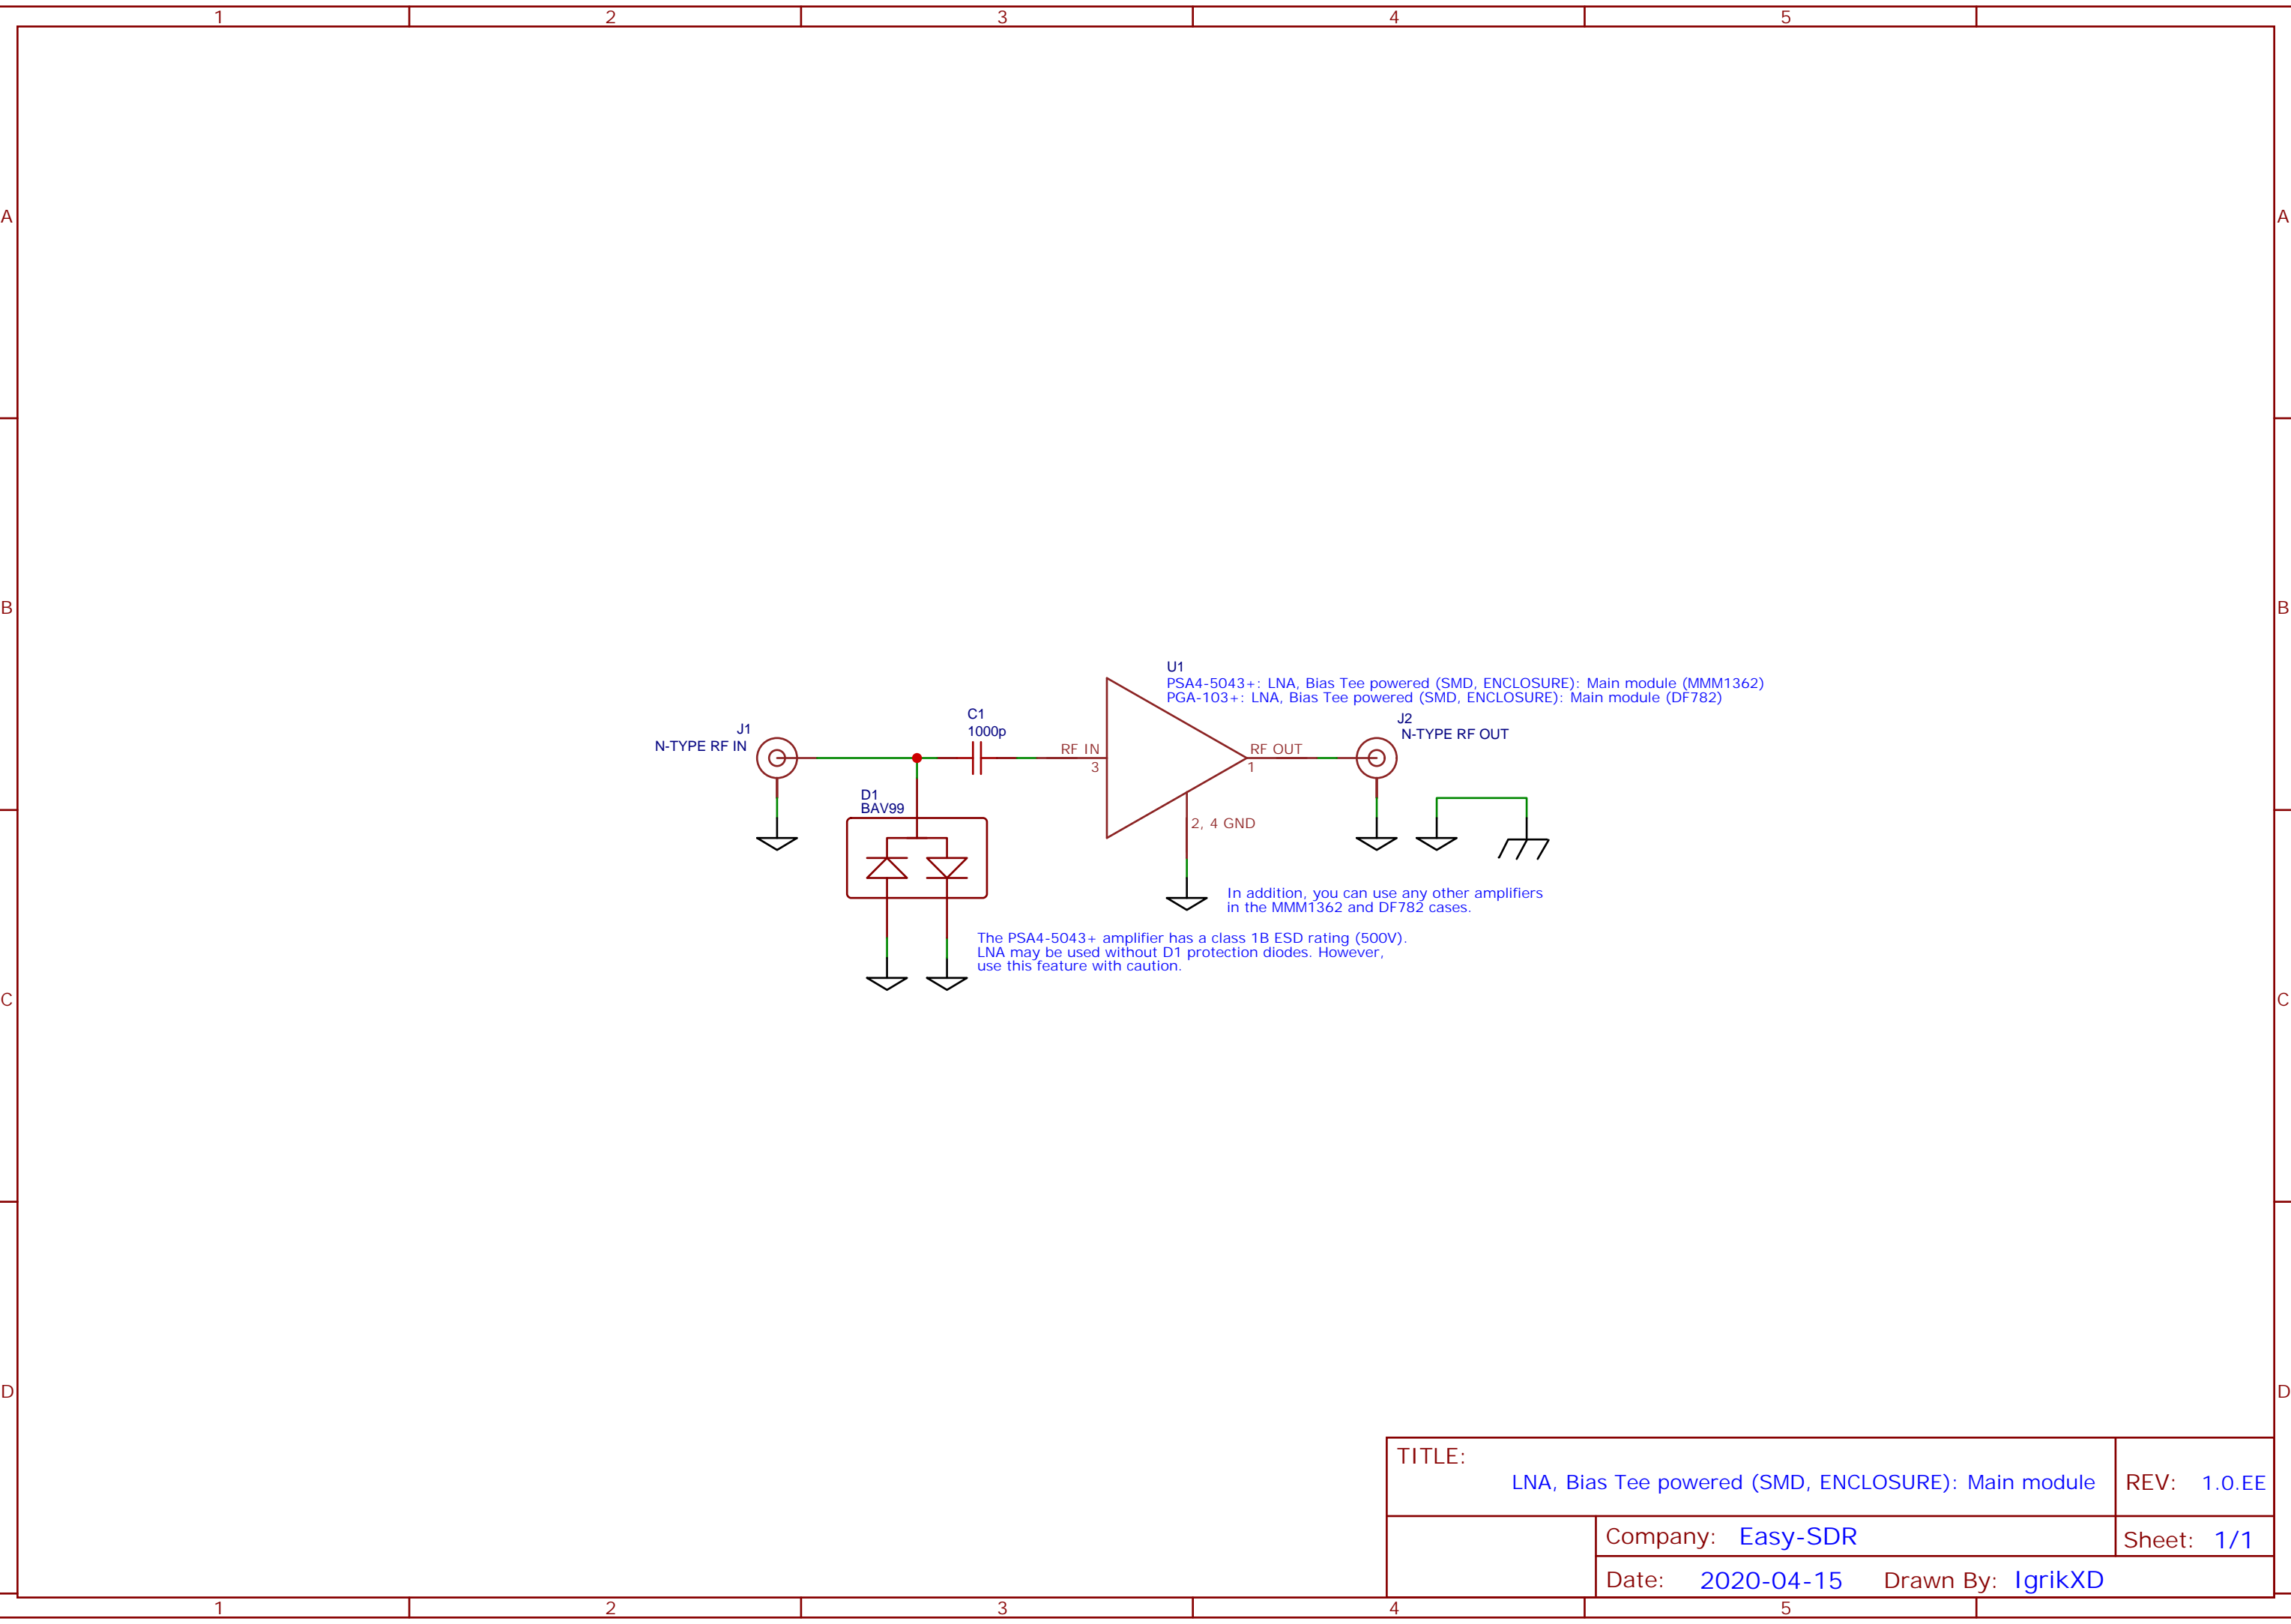 1 2 3 4 5
A A
B B
U1
PSA4-5043+: LNA, Bias Tee powered (SMD, ENCLOSURE): Main module (MMM1362)
PGA-103+: LNA, Bias Tee powered (SMD, ENCLOSURE): Main module (DF782)
J1
N-TYPE RF IN
C1
1000p
RF IN
3
RF OUT
1
J2
N-TYPE RF OUT
D1
BAV99
2, 4 GND
In addition, you can use any other amplifiers
in the MMM1362 and DF782 cases.
The PSA4-5043+ amplifier has a class 1B ESD rating (500V).
LNA may be used without D1 protection diodes. However,
use this feature with caution.
C C
D D
TITLE:
LNA, Bias Tee powered (SMD, ENCLOSURE): Main module
REV: 1.0.EE
Company: Easy-SDR
Sheet: 1/1
Date: 2020-04-15 Drawn By: IgrikXD
1 2 3 4 5